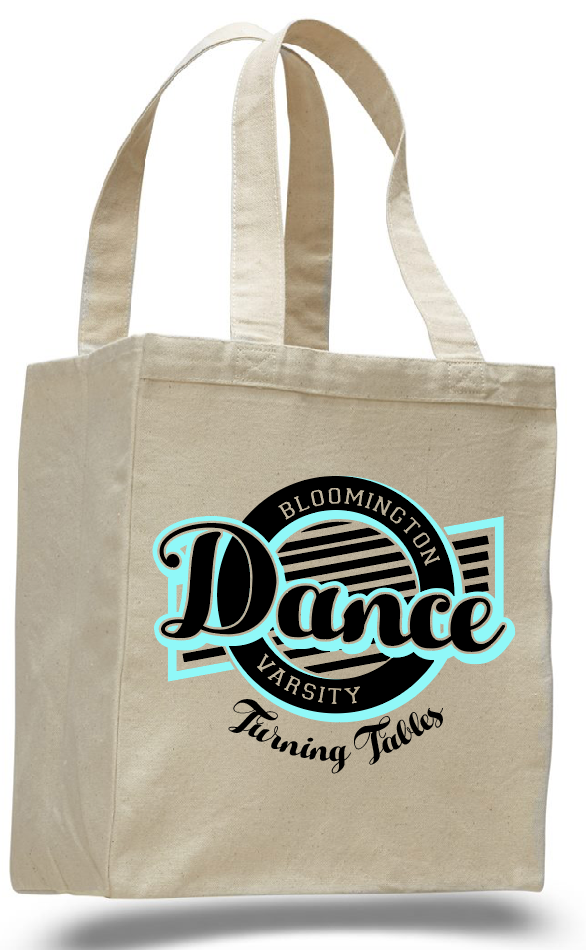 BLOOMINGTON
Dance
VARSITY
Turning Tables